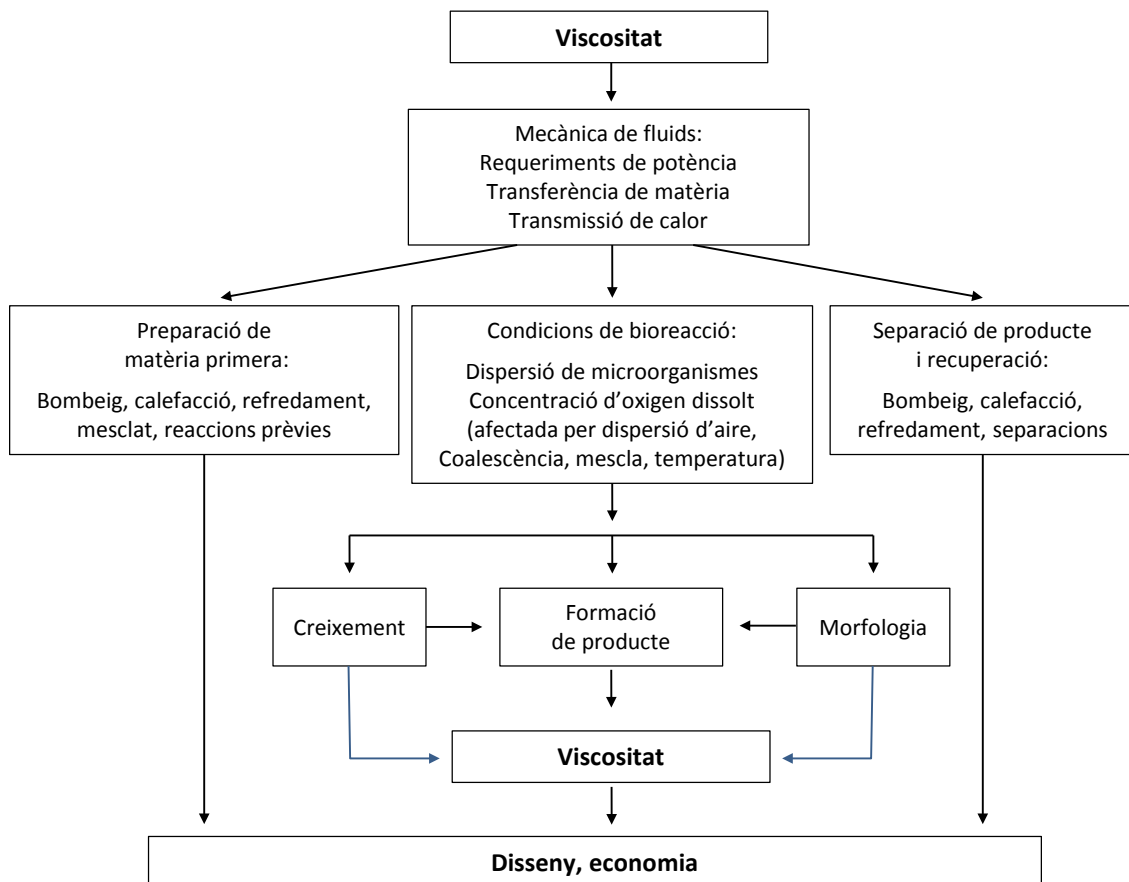 Viscositat
Mecànica de fluids:
Requeriments de potència
Transferència de matèria
Transmissió de calor
Preparació de
matèria primera:
Bombeig, calefacció, refredament,
mesclat, reaccions prèvies
Condicions de bioreacció:
Dispersió de microorganismes
Concentració d’oxigen dissolt
(afectada per dispersió d’aire,
Coalescència, mescla, temperatura)
Separació de producte
i recuperació:
Bombeig, calefacció,
refredament, separacions
Creixement
Formació
de producte
Morfologia
Viscositat
Disseny, economia